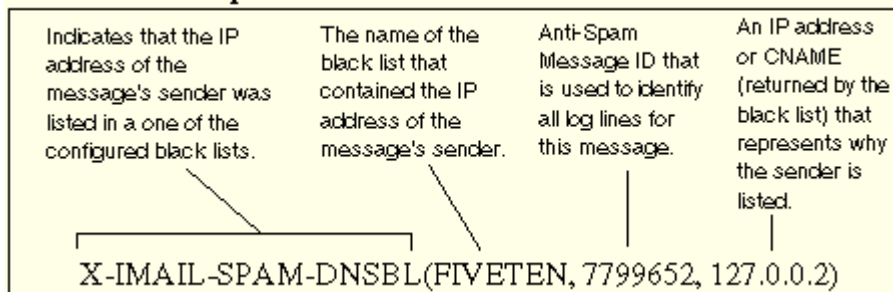 Indicates that the IP
address of the
message's sender was
listed in a one of the
configured black lists.
The name of the
black list that
contained the IP
address of the
message's sender.
Anti-Spam
Message ID that
is used to identify
all log lines for
this message.
An IP address
or CNAME
(returned by the
black list) that
represents why
the sender is
listed.
X-IMAIL-SPAM-DNSBL(FIVETEN, 7799652, 127.0.0.2)